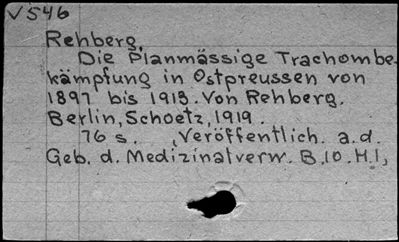 V546
Rehberg,
Die Planmässige Trachombe-
kämpfung in Ostpreussen von
1897 bis 1913. Von Rehberg.
Berlin, Schoetz, 1919.
76 s. (Veröffentlich. a.d.
Geb. d. Medizinalverw. B.10. H.1,